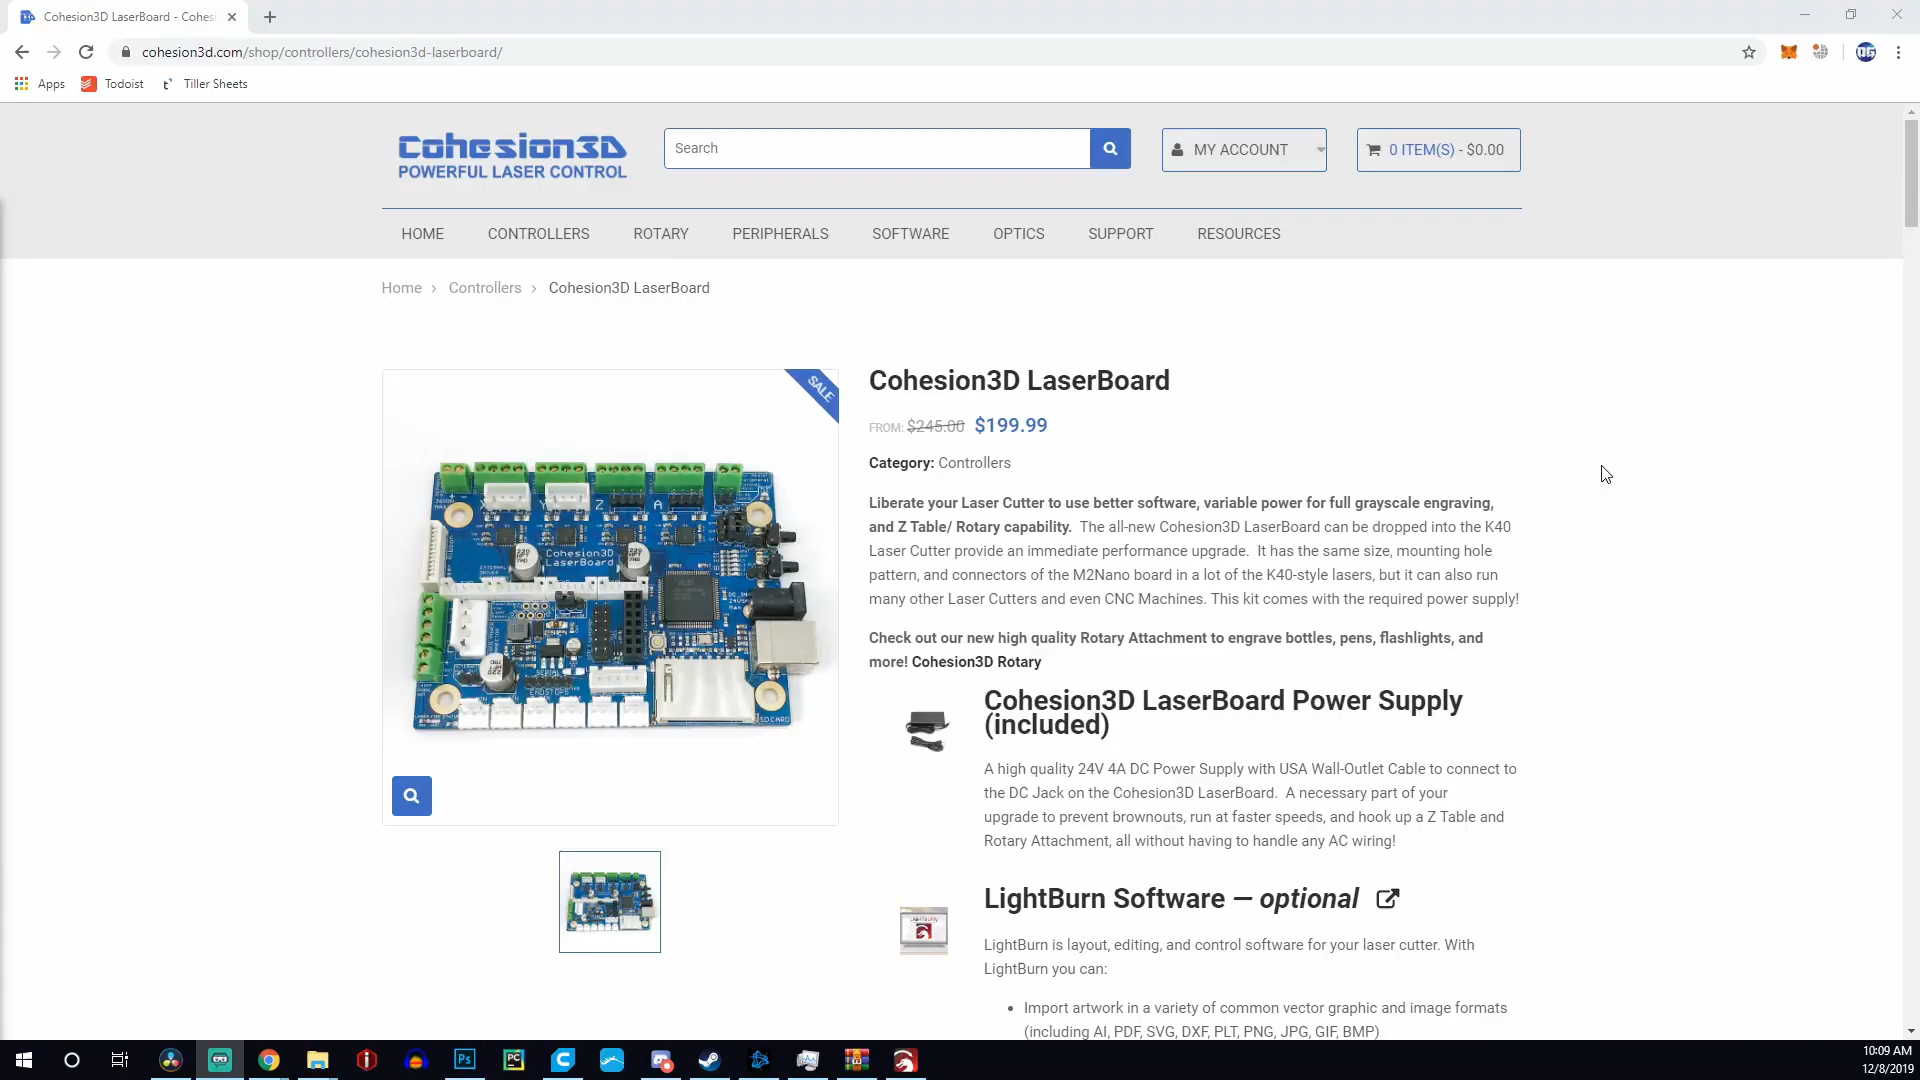 Cohesion3D LaserBoard - Cohes
cohesion3d.com/shop/controllers/cohesion3d-laserboard/
Apps
Todoist
Tiller Sheets
Cohesion3D
POWERFUL LASER CONTROL
Search
MY ACCOUNT
0 ITEM(S) - $0.00
HOME
CONTROLLERS
ROTARY
PERIPHERALS
SOFTWARE
OPTICS
SUPPORT
RESOURCES
Home › Controllers › Cohesion3D LaserBoard
SALE
Z
A
Cohesion3D
LaserBoard
ENDSTOPS
SDCARD
Cohesion3D LaserBoard
FROM: $245.00 $199.99
Category: Controllers
Liberate your Laser Cutter to use better software, variable power for full grayscale engraving,
and Z Table/ Rotary capability. The all-new Cohesion3D LaserBoard can be dropped into the K40
Laser Cutter provide an immediate performance upgrade. It has the same size, mounting hole
pattern, and connectors of the M2Nano board in a lot of the K40-style lasers, but it can also run
many other Laser Cutters and even CNC Machines. This kit comes with the required power supply!
Check out our new high quality Rotary Attachment to engrave bottles, pens, flashlights, and
more! Cohesion3D Rotary
Cohesion3D LaserBoard Power Supply
(included)
A high quality 24V 4A DC Power Supply with USA Wall-Outlet Cable to connect to
the DC Jack on the Cohesion3D LaserBoard. A necessary part of your
upgrade to prevent brownouts, run at faster speeds, and hook up a Z Table and
Rotary Attachment, all without having to handle any AC wiring!
LightBurn Software — optional
LightBurn is layout, editing, and control software for your laser cutter. With
LightBurn you can:
• Import artwork in a variety of common vector graphic and image formats
(including AI, PDF, SVG, DXF, PLT, PNG, JPG, GIF, BMP)
Ps
PC
10:09 AM
12/8/2019